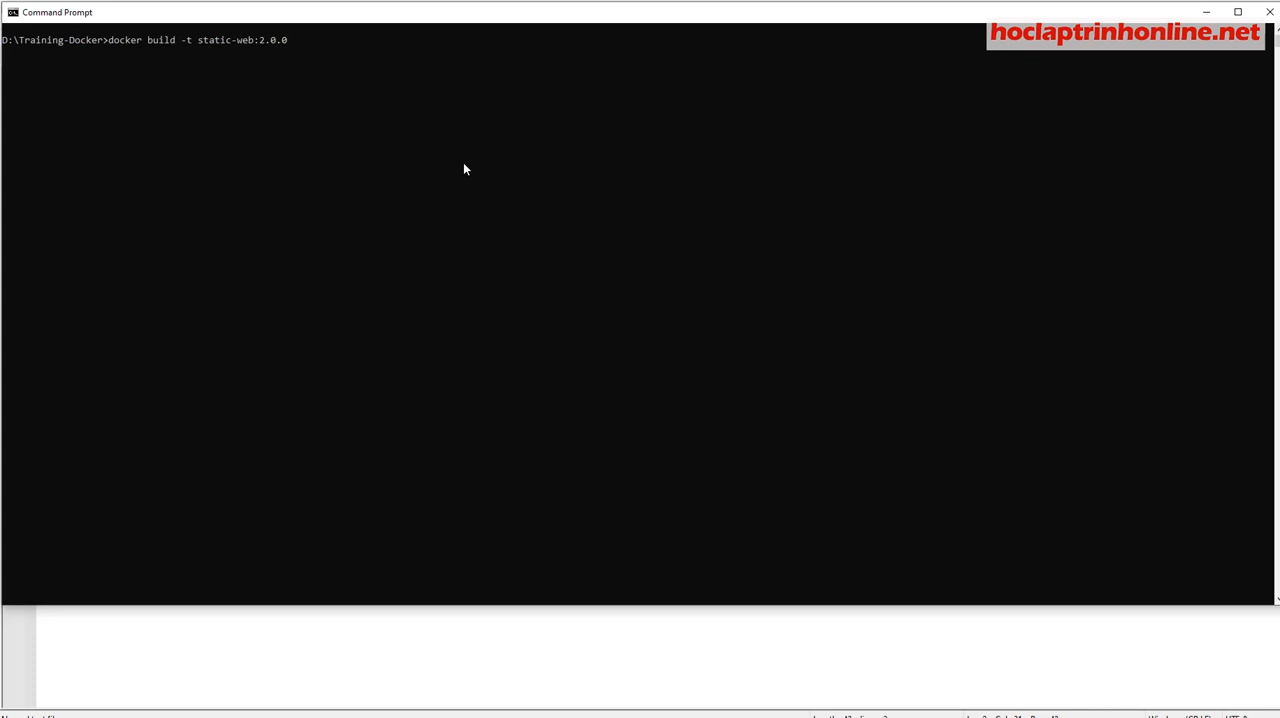 Command Prompt
D:\Training-Docker>docker build -t static-web:2.0.0
hoclaptrinhonline.net